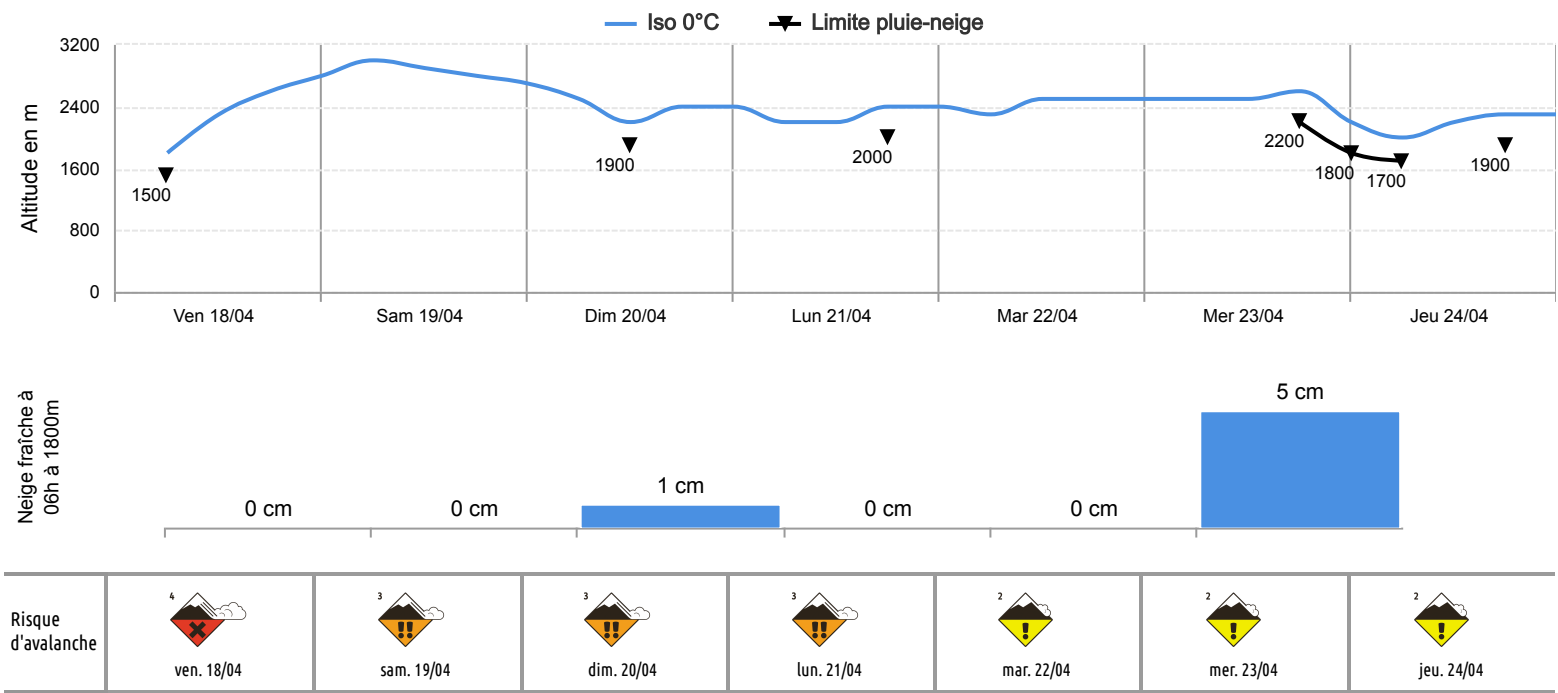 Iso 0°C
Limite pluie-neige
Altitude en m
3200
2400
1600
800
0
1500
1900
2000
2200
1800
1700
1900
Ven 18/04
Sam 19/04
Dim 20/04
Lun 21/04
Mar 22/04
Mer 23/04
Jeu 24/04
Neige fraîche à
06h à 1800m
0 cm
0 cm
1 cm
0 cm
0 cm
5 cm
Risque
d'avalanche
4
ven. 18/04
3
sam. 19/04
3
dim. 20/04
3
lun. 21/04
2
mar. 22/04
2
mer. 23/04
2
jeu. 24/04